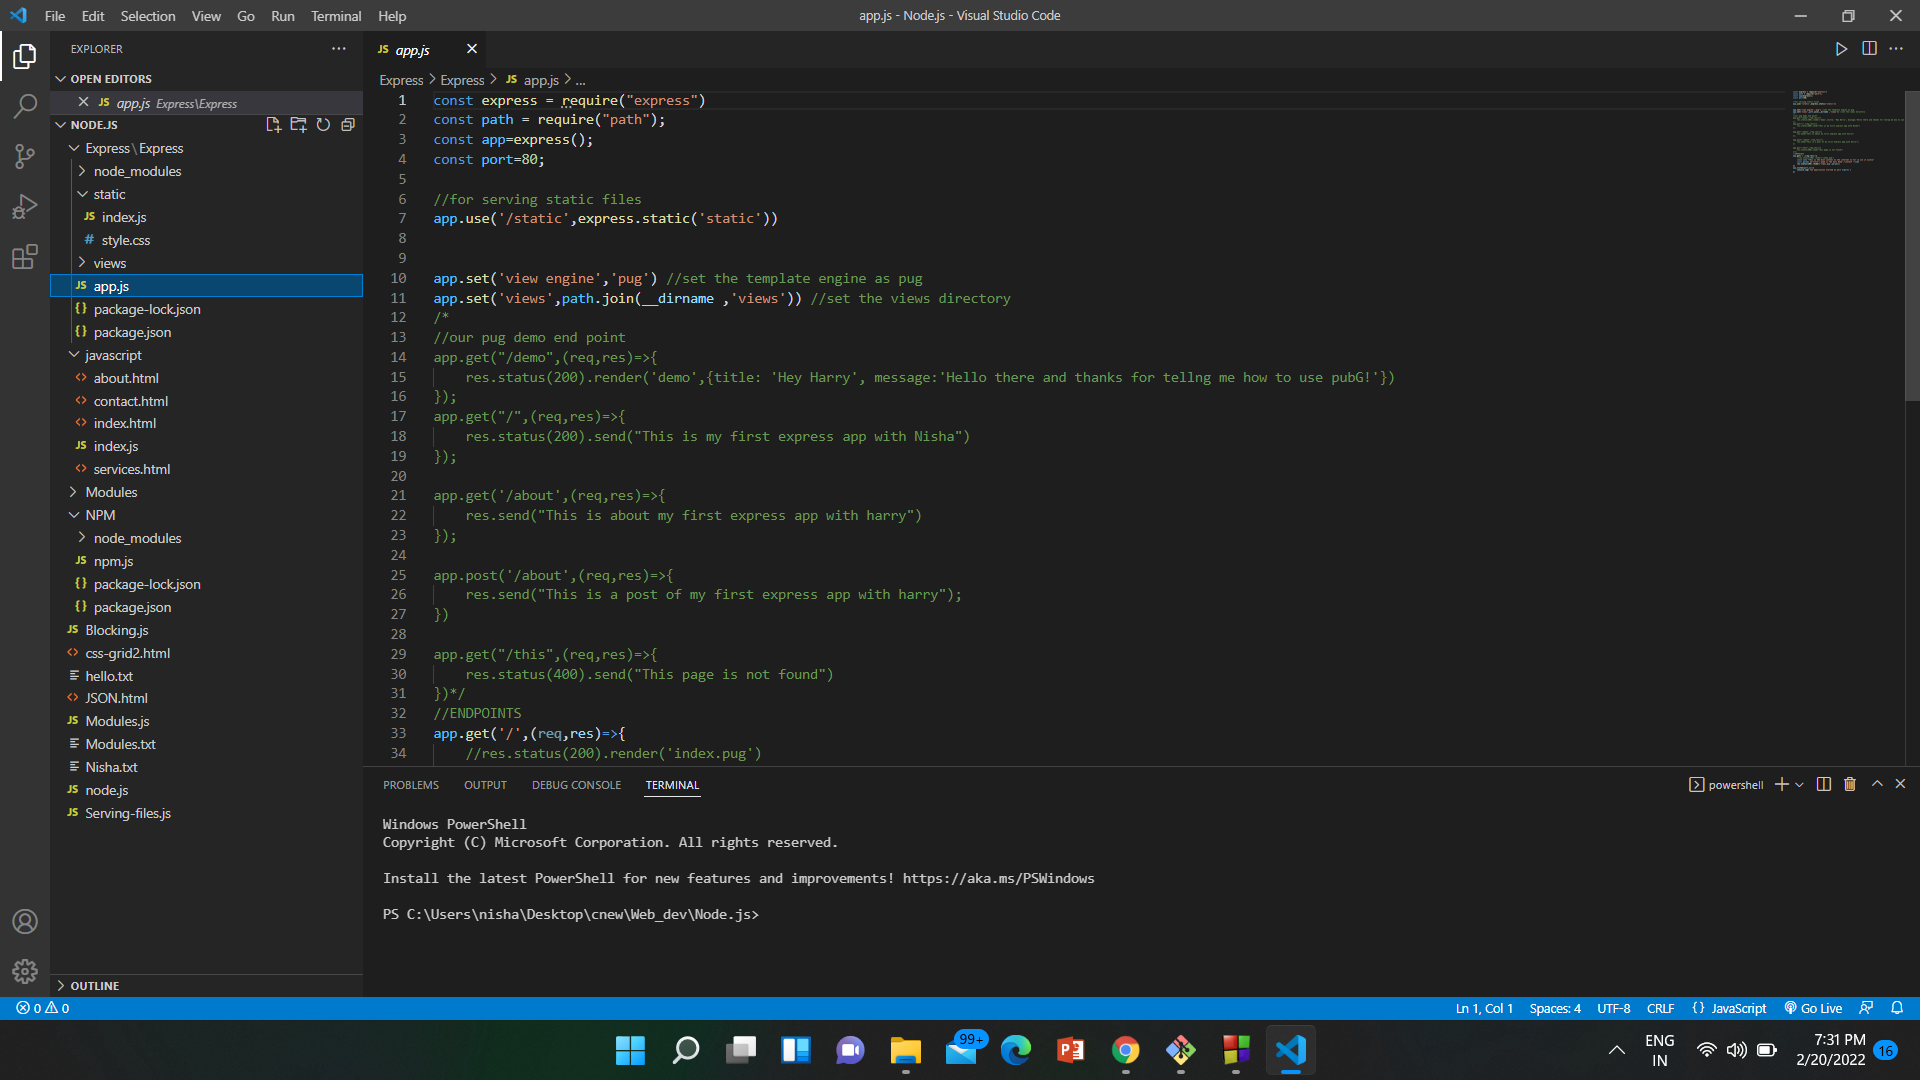 File Edit Selection View Go Run Terminal Help
app.js - Node.js - Visual Studio Code
EXPLORER
OPEN EDITORS
JS app.js Express\Express
NODE.JS
Express\Express
node_modules
static
JS index.js
# style.css
views
JS app.js
{} package-lock.json
{} package.json
javascript
<> about.html
<> contact.html
<> index.html
JS index.js
<> services.html
Modules
NPM
node_modules
JS npm.js
{} package-lock.json
{} package.json
JS Blocking.js
<> css-grid2.html
hello.txt
<> JSON.html
JS Modules.js
Modules.txt
Nisha.txt
JS node.js
JS Serving-files.js
OUTLINE
JS app.js
Express > Express > JS app.js > ...
1 const express = require("express")
2 const path = require("path");
3 const app=express();
4 const port=80;
5
6 //for serving static files
7 app.use('/static',express.static('static'))
8
9
10 app.set('view engine','pug') //set the template engine as pug
11 app.set('views',path.join(__dirname ,'views')) //set the views directory
12 /*
13 //our pug demo end point
14 app.get("/demo",(req,res)=>{
15     res.status(200).render('demo',{title: 'Hey Harry', message:'Hello there and thanks for tellng me how to use pubG!'})
16 });
17 app.get("/",(req,res)=>{
18     res.status(200).send("This is my first express app with Nisha")
19 });
20
21 app.get('/about',(req,res)=>{
22     res.send("This is about my first express app with harry")
23 });
24
25 app.post('/about',(req,res)=>{
26     res.send("This is a post of my first express app with harry");
27 })
28
29 app.get("/this",(req,res)=>{
30     res.status(400).send("This page is not found")
31 })*/
32 //ENDPOINTS
33 app.get('/',(req,res)=>{
34     //res.status(200).render('index.pug')
PROBLEMS OUTPUT DEBUG CONSOLE TERMINAL
powershell
Windows PowerShell
Copyright (C) Microsoft Corporation. All rights reserved.
Install the latest PowerShell for new features and improvements! https://aka.ms/PSWindows
PS C:\Users\nisha\Desktop\cnew\Web_dev\Node.js>
0 0
Ln 1, Col 1 Spaces: 4 UTF-8 CRLF {} JavaScript Go Live
99+
ENG
IN
7:31 PM
2/20/2022
16